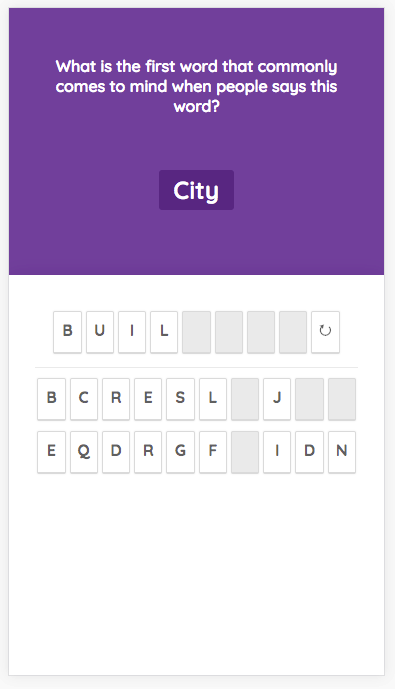 What is the first word that commonly
comes to mind when people says this
word?
City
B U I L
B C R E S L J
E Q D R G F I D N